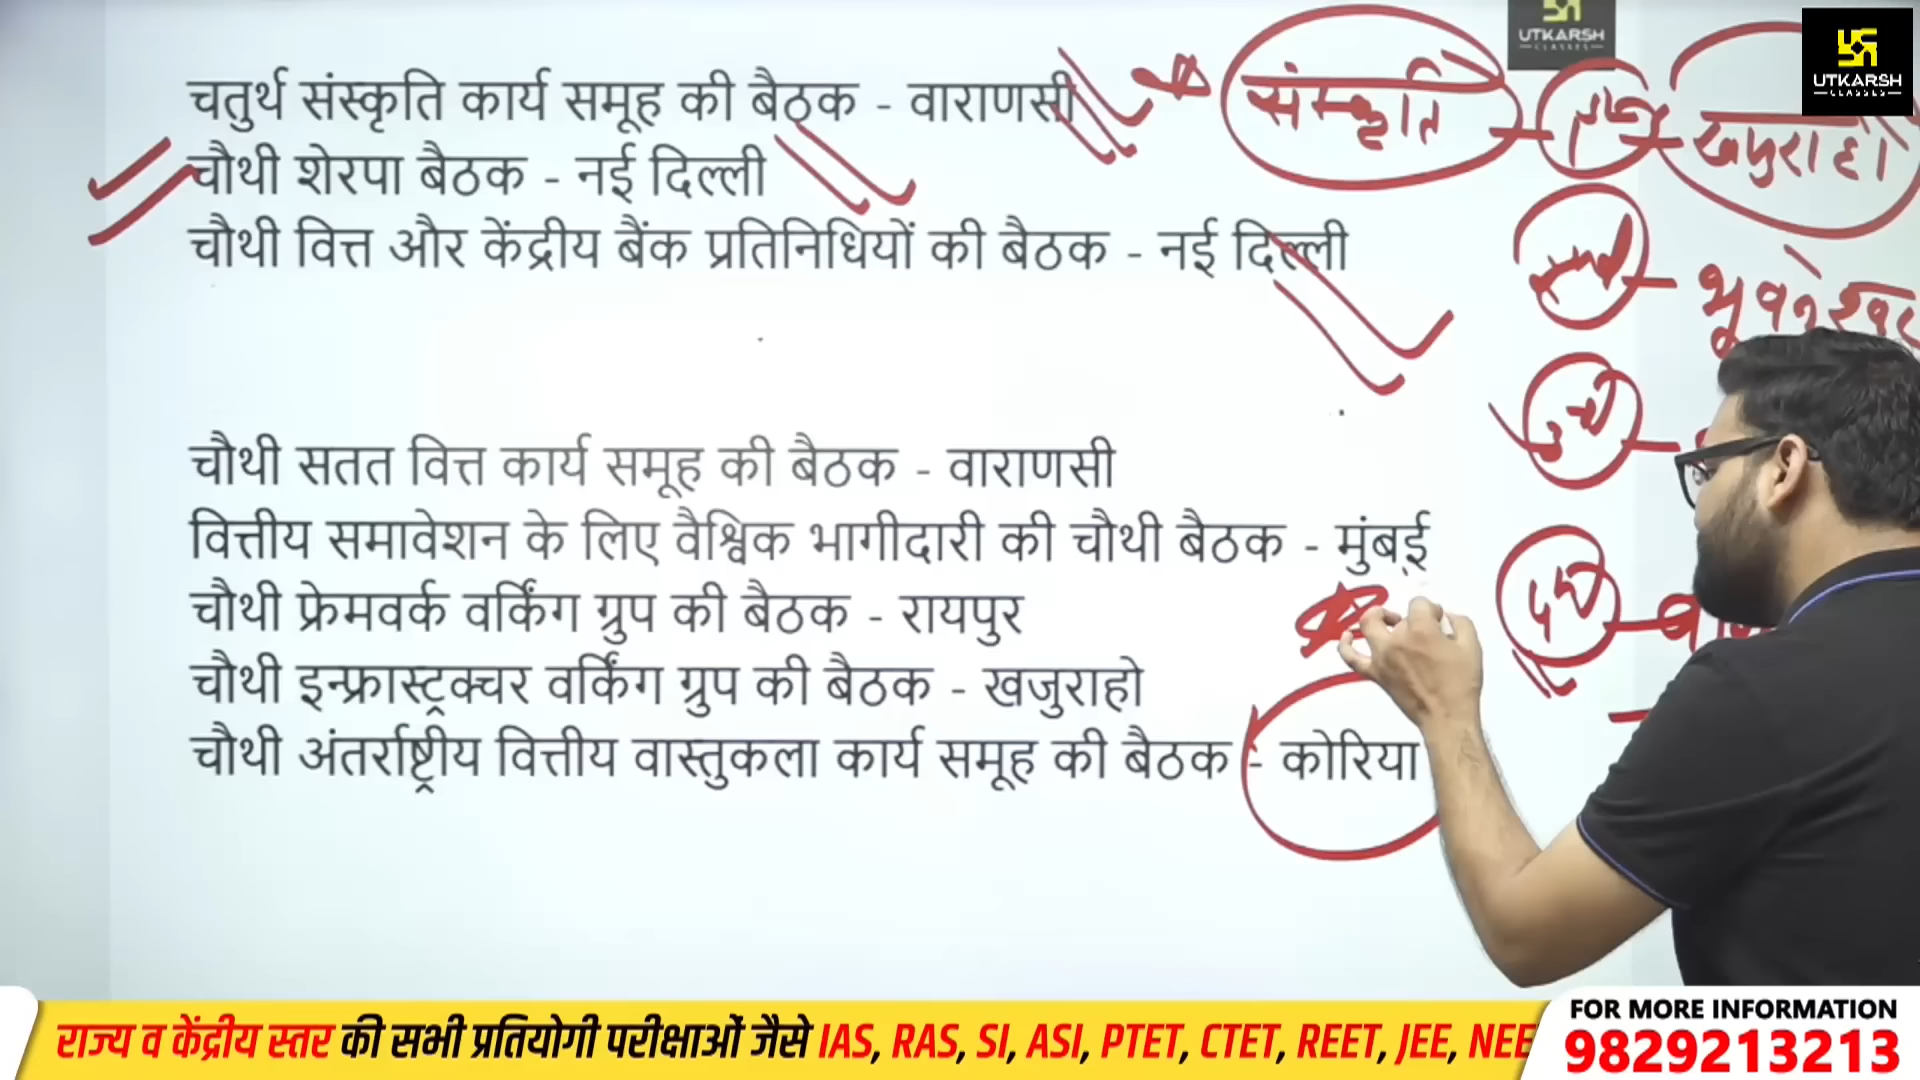 चतुर्थ संस्कृति कार्य समूह की बैठक - वाराणसी
चौथी शेरपा बैठक - नई दिल्ली
चौथी वित्त और केंद्रीय बैंक प्रतिनिधियों की बैठक - नई दिल्ली
चौथी सतत वित्त कार्य समूह की बैठक - वाराणसी
वित्तीय समावेशन के लिए वैश्विक भागीदारी की चौथी बैठक - मुंबई
चौथी फ्रेमवर्क वर्किंग ग्रुप की बैठक - रायपुर
चौथी इन्फ्रास्ट्रक्चर वर्किंग ग्रुप की बैठक - खजुराहो
चौथी अंतर्राष्ट्रीय वित्तीय वास्तुकला कार्य समूह की बैठक - कोरिया
संस्कृति
खजुराहो
UTKARSH
CLASSES
UTKARSH
CLASSES
राज्य व केंद्रीय स्तर की सभी प्रतियोगी परीक्षाओं जैसे IAS, RAS, SI, ASI, PTET, CTET, REET, JEE, NEE
FOR MORE INFORMATION
9829213213